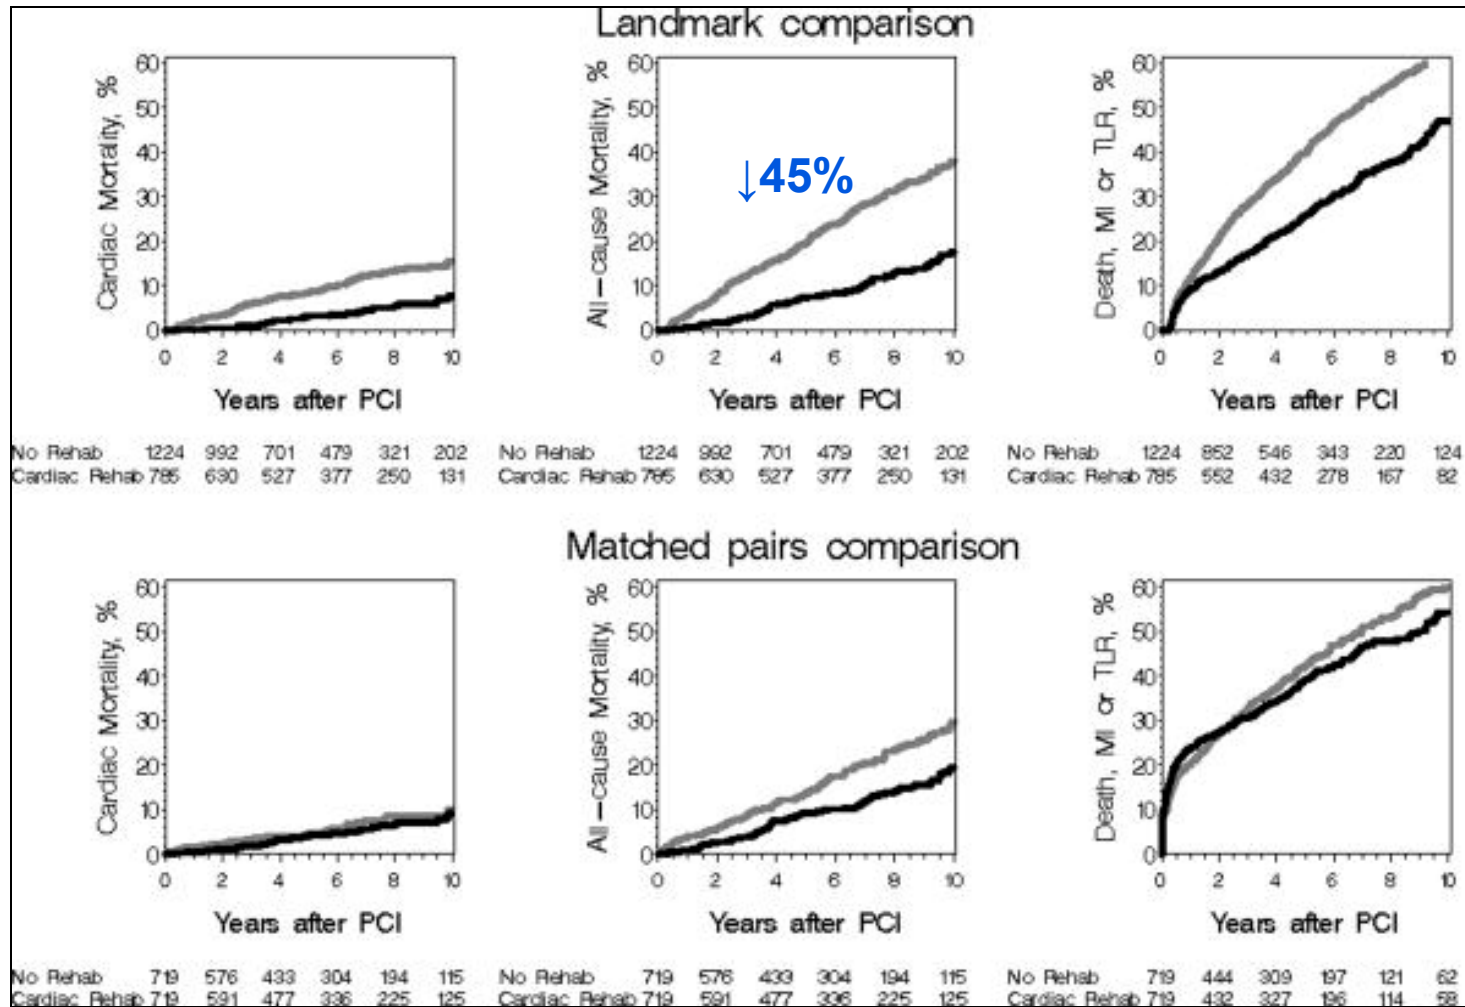 Landmark comparison
Cardiac Mortality, %
60
50
40
30
20
10
0
0 2 4 6 8 10
Years after PCI
All-cause Mortality, %
60
50
40
30
20
10
0
↓45%
0 2 4 6 8 10
Years after PCI
Death, MI or TLR, %
60
50
40
30
20
10
0
0 2 4 6 8 10
Years after PCI
No Rehab 1224 992 701 479 321 202
Cardiac Rehab 785 630 527 377 250 131
No Rehab 1224 992 701 479 321 202
Cardiac Rehab 785 630 527 377 250 131
No Rehab 1224 852 546 343 220 124
Cardiac Rehab 785 552 432 278 167 82
Matched pairs comparison
Cardiac Mortality, %
60
50
40
30
20
10
0
0 2 4 6 8 10
Years after PCI
All-cause Mortality, %
60
50
40
30
20
10
0
0 2 4 6 8 10
Years after PCI
Death, MI or TLR, %
60
50
40
30
20
10
0
0 2 4 6 8 10
Years after PCI
No Rehab 719 576 433 304 194 115
Cardiac Rehab 719 591 477 336 225 125
No Rehab 719 576 433 304 194 115
Cardiac Rehab 719 591 477 336 225 125
No Rehab 719 444 309 197 121 62
Cardiac Rehab 719 432 327 196 114 58